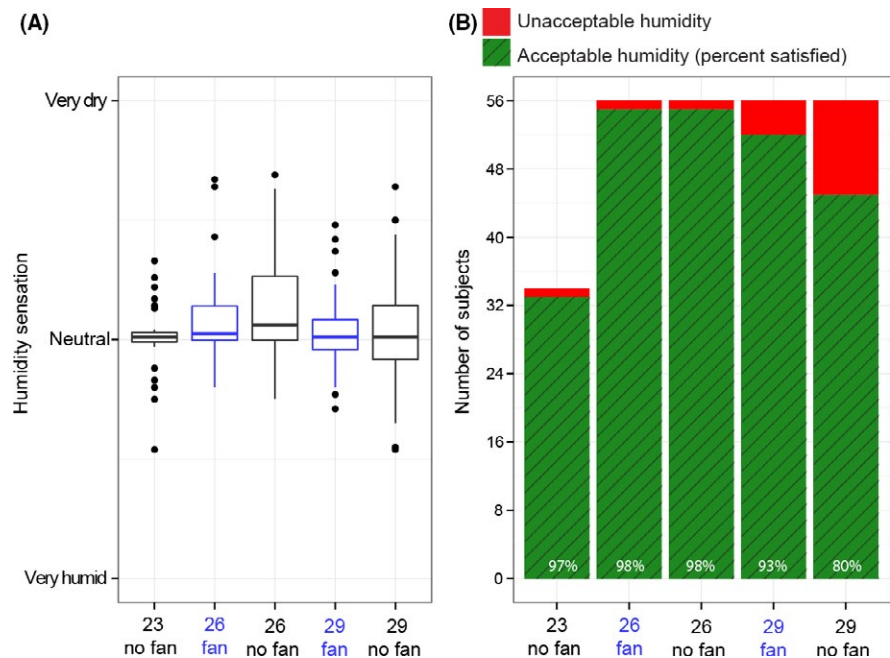 (A)
Very dry
Humidity sensation
Neutral
Very humid
23 26 26 29 29
no fan fan no fan fan no fan
(B)
Unacceptable humidity
Acceptable humidity (percent satisfied)
Number of subjects
56
48
40
32
24
16
8
0
97% 98% 98% 93% 80%
23 26 26 29 29
no fan fan no fan fan no fan